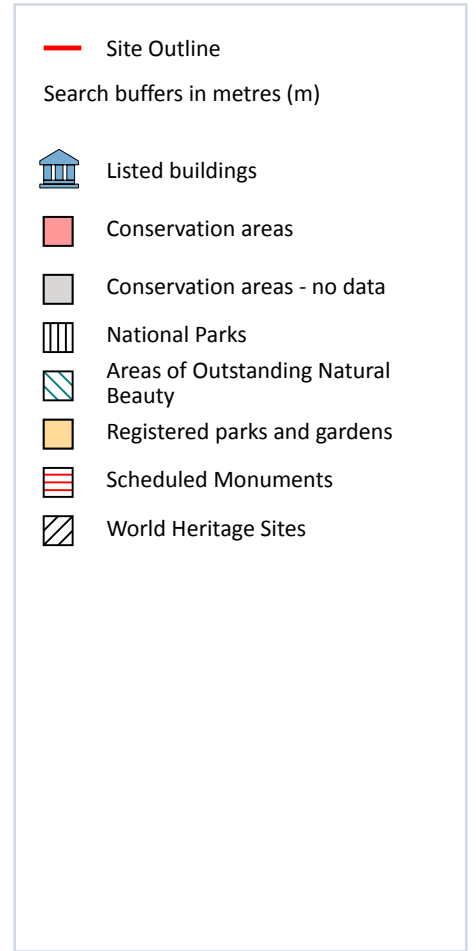 Site Outline
Search buffers in metres (m)
Listed buildings
Conservation areas
Conservation areas - no data
National Parks
Areas of Outstanding Natural
Beauty
Registered parks and gardens
Scheduled Monuments
World Heritage Sites